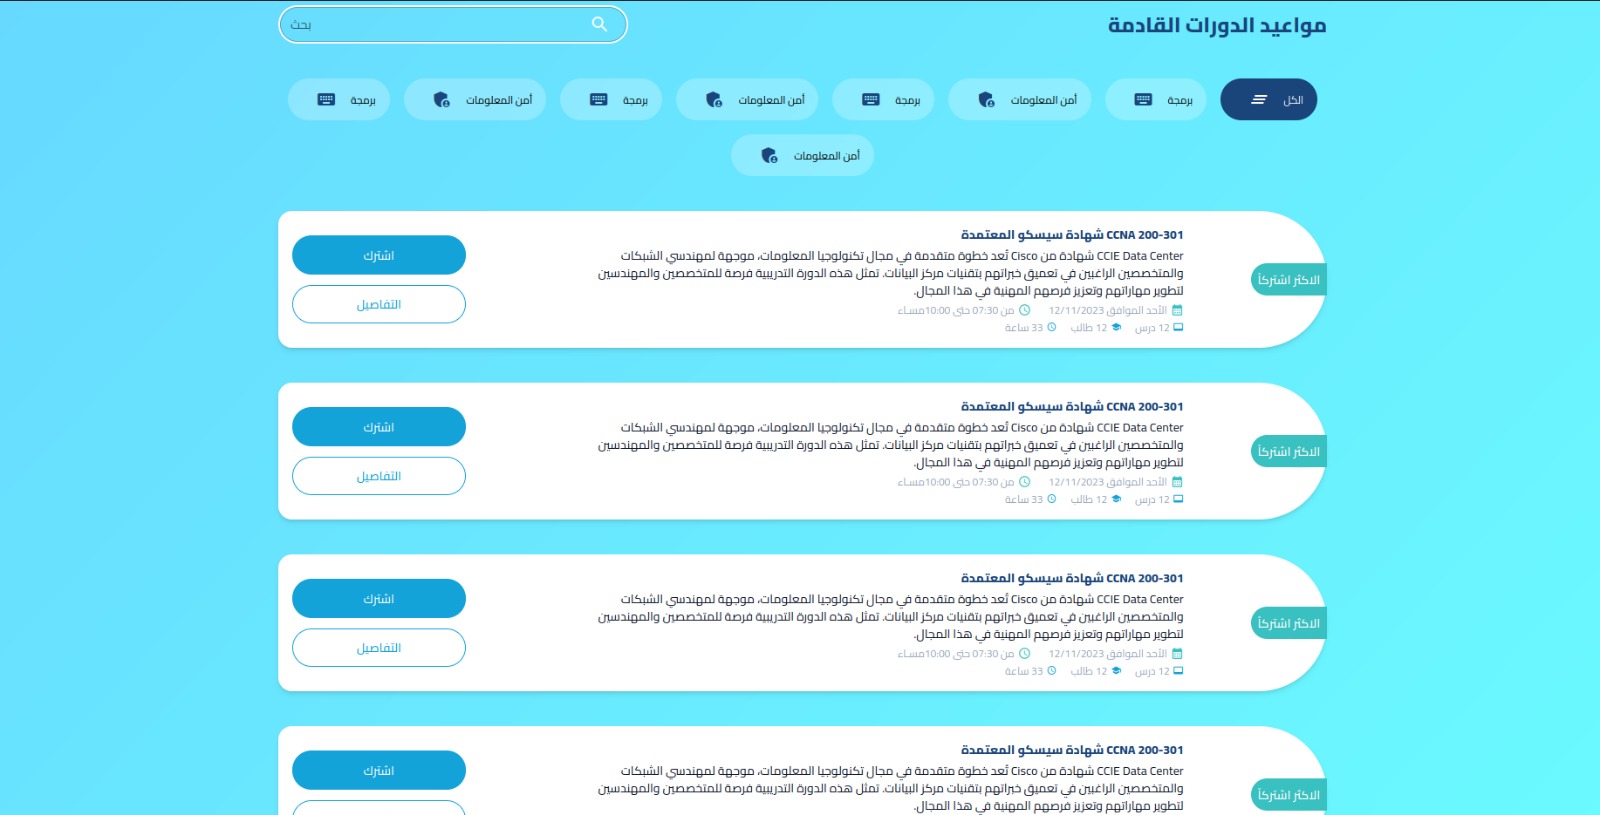 مواعيد الدورات القادمة
بحث
الكل
برمجة
أمن المعلومات
برمجة
أمن المعلومات
برمجة
أمن المعلومات
برمجة
أمن المعلومات
CCNA 200-301 شهادة سيسكو المعتمدة
CCIE Data Center شهادة من Cisco تُعد خطوة متقدمة في مجال تكنولوجيا المعلومات، موجهة لمهندسي الشبكات
والمتخصصين الراغبين في تعميق خبراتهم بتقنيات مركز البيانات. تمثل هذه الدورة التدريبية فرصة للمتخصصين والمهندسين
لتطوير مهاراتهم وتعزيز فرصهم المهنية في هذا المجال.
الأحد الموافق 12/11/2023
من 07:30 حتى 10:00مساء
12 درس
12 طالب
33 ساعة
الاكثر اشتركاً
اشترك
التفاصيل
CCNA 200-301 شهادة سيسكو المعتمدة
CCIE Data Center شهادة من Cisco تُعد خطوة متقدمة في مجال تكنولوجيا المعلومات، موجهة لمهندسي الشبكات
والمتخصصين الراغبين في تعميق خبراتهم بتقنيات مركز البيانات. تمثل هذه الدورة التدريبية فرصة للمتخصصين والمهندسين
لتطوير مهاراتهم وتعزيز فرصهم المهنية في هذا المجال.
الأحد الموافق 12/11/2023
من 07:30 حتى 10:00مساء
12 درس
12 طالب
33 ساعة
الاكثر اشتركاً
اشترك
التفاصيل
CCNA 200-301 شهادة سيسكو المعتمدة
CCIE Data Center شهادة من Cisco تُعد خطوة متقدمة في مجال تكنولوجيا المعلومات، موجهة لمهندسي الشبكات
والمتخصصين الراغبين في تعميق خبراتهم بتقنيات مركز البيانات. تمثل هذه الدورة التدريبية فرصة للمتخصصين والمهندسين
لتطوير مهاراتهم وتعزيز فرصهم المهنية في هذا المجال.
الأحد الموافق 12/11/2023
من 07:30 حتى 10:00مساء
12 درس
12 طالب
33 ساعة
الاكثر اشتركاً
اشترك
التفاصيل
CCNA 200-301 شهادة سيسكو المعتمدة
CCIE Data Center شهادة من Cisco تُعد خطوة متقدمة في مجال تكنولوجيا المعلومات، موجهة لمهندسي الشبكات
والمتخصصين الراغبين في تعميق خبراتهم بتقنيات مركز البيانات. تمثل هذه الدورة التدريبية فرصة للمتخصصين والمهندسين
لتطوير مهاراتهم وتعزيز فرصهم المهنية في هذا المجال.
الاكثر اشتركاً
اشترك